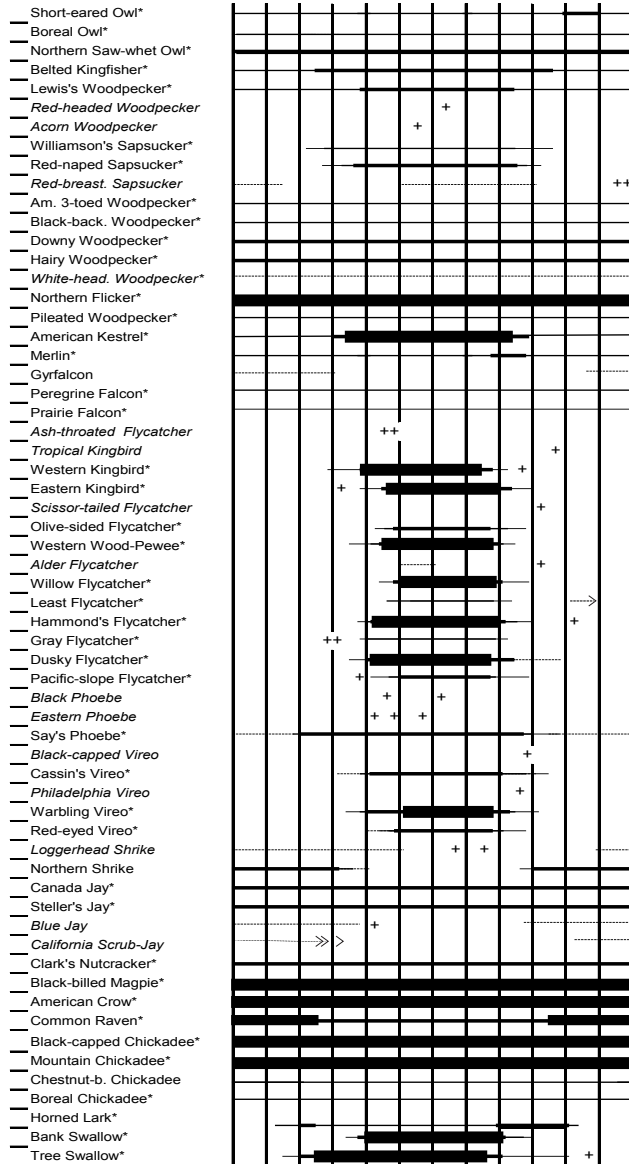 Short-eared Owl*
Boreal Owl*
Northern Saw-whet Owl*
Belted Kingfisher*
Lewis's Woodpecker*
Red-headed Woodpecker
Acorn Woodpecker
Williamson's Sapsucker*
Red-naped Sapsucker*
Red-breast. Sapsucker
Am. 3-toed Woodpecker*
Black-back. Woodpecker*
Downy Woodpecker*
Hairy Woodpecker*
White-head. Woodpecker*
Northern Flicker*
Pileated Woodpecker*
American Kestrel*
Merlin*
Gyrfalcon
Peregrine Falcon*
Prairie Falcon*
Ash-throated Flycatcher
Tropical Kingbird
Western Kingbird*
Eastern Kingbird*
Scissor-tailed Flycatcher
Olive-sided Flycatcher*
Western Wood-Pewee*
Alder Flycatcher
Willow Flycatcher*
Least Flycatcher*
Hammond's Flycatcher*
Gray Flycatcher*
Dusky Flycatcher*
Pacific-slope Flycatcher*
Black Phoebe
Eastern Phoebe
Say's Phoebe*
Black-capped Vireo
Cassin's Vireo*
Philadelphia Vireo
Warbling Vireo*
Red-eyed Vireo*
Loggerhead Shrike
Northern Shrike
Canada Jay*
Steller's Jay*
Blue Jay
California Scrub-Jay
Clark's Nutcracker*
Black-billed Magpie*
American Crow*
Common Raven*
Black-capped Chickadee*
Mountain Chickadee*
Chestnut-b. Chickadee
Boreal Chickadee*
Horned Lark*
Bank Swallow*
Tree Swallow*